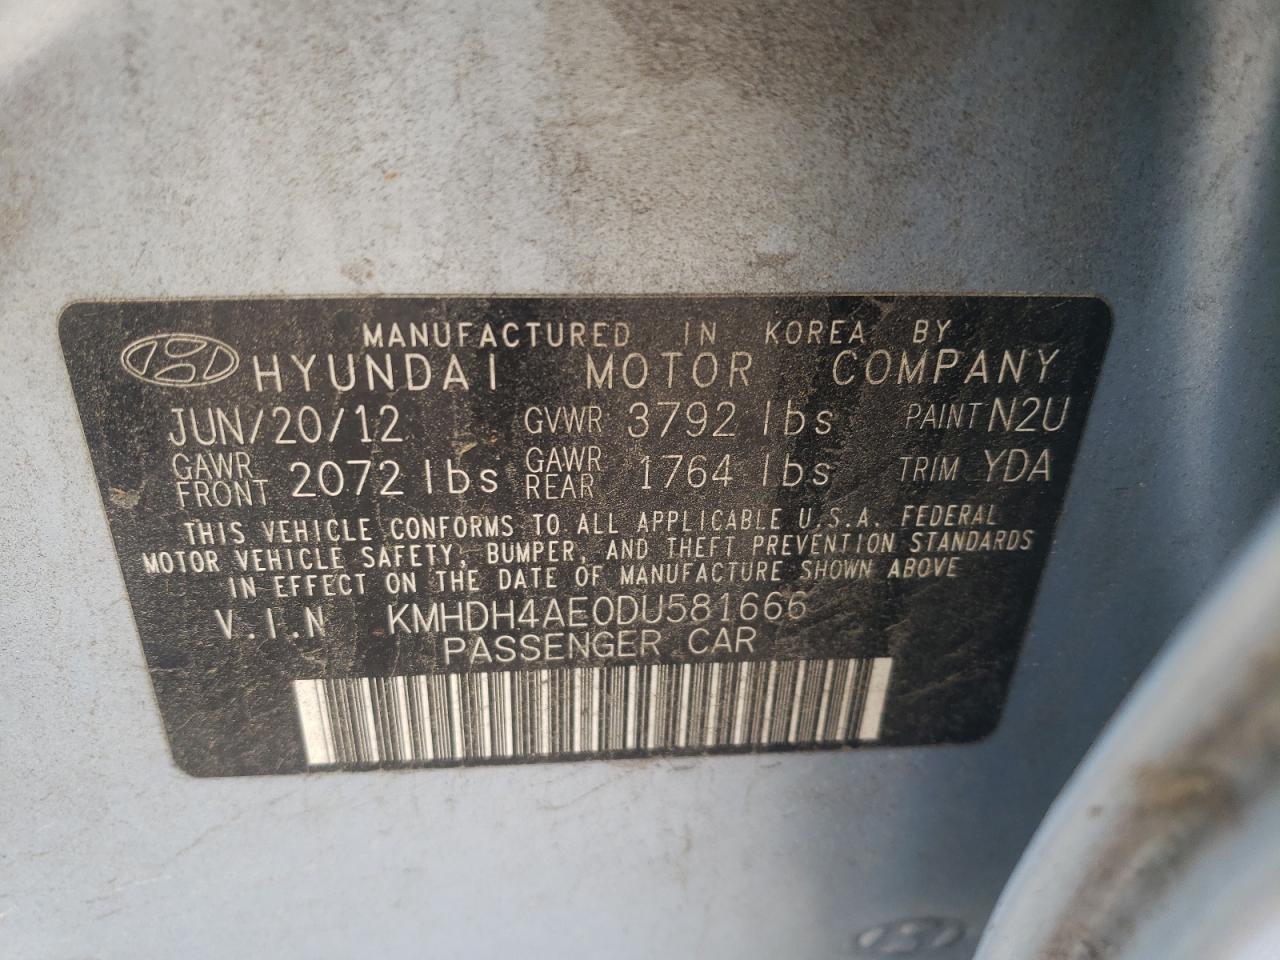 MANUFACTURED IN KOREA BY
HYUNDAI MOTOR COMPANY
JUN/20/12 GVWR 3792 lbs PAINT N2U
GAWR FRONT 2072 lbs GAWR REAR 1764 lbs TRIM YDA
THIS VEHICLE CONFORMS TO ALL APPLICABLE U.S.A. FEDERAL
MOTOR VEHICLE SAFETY, BUMPER, AND THEFT PREVENTION STANDARDS
IN EFFECT ON THE DATE OF MANUFACTURE SHOWN ABOVE
V.I.N KMHDH4AE0DU581666
PASSENGER CAR